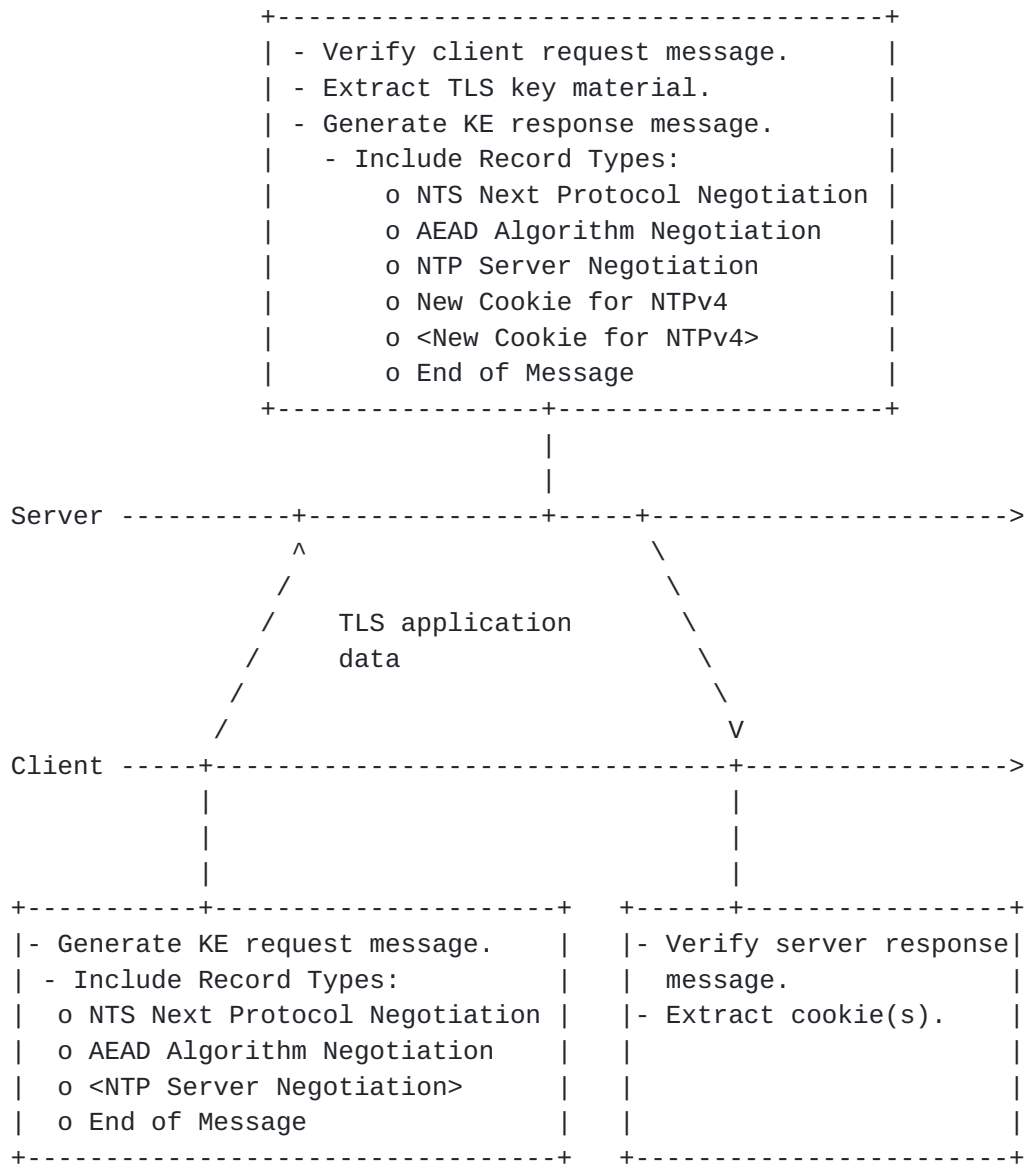 - Verify client request message.
- Extract TLS key material.
- Generate KE response message.
- Include Record Types:
o NTS Next Protocol Negotiation
o AEAD Algorithm Negotiation
o NTP Server Negotiation
o New Cookie for NTPv4
o <New Cookie for NTPv4>
o End of Message
Server
TLS application
data
Client
- Generate KE request message.
- Include Record Types:
o NTS Next Protocol Negotiation
o AEAD Algorithm Negotiation
o <NTP Server Negotiation>
o End of Message
- Verify server response
message.
- Extract cookie(s).